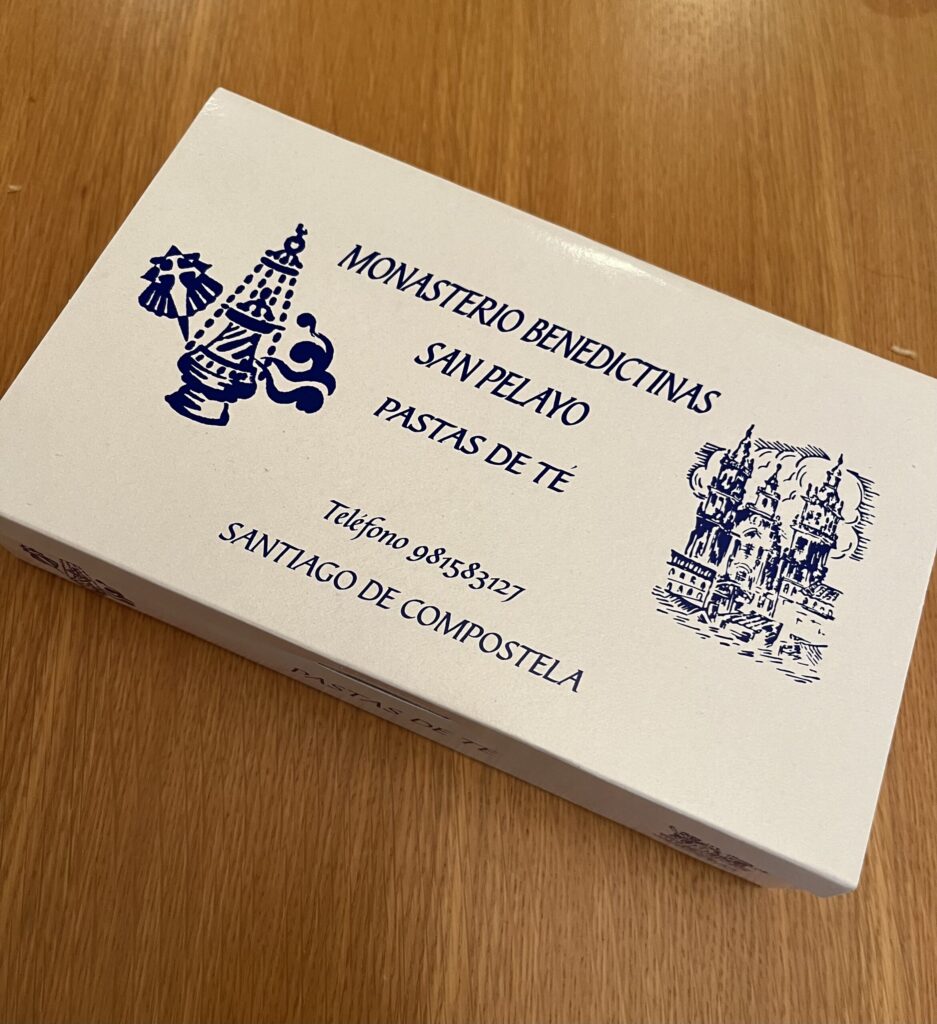 MONASTERIO BENEDICTINAS
SAN PELAYO
PASTAS DE TÉ
Teléfono 981583127
SANTIAGO DE COMPOSTELA
PASTAS DE TÉ